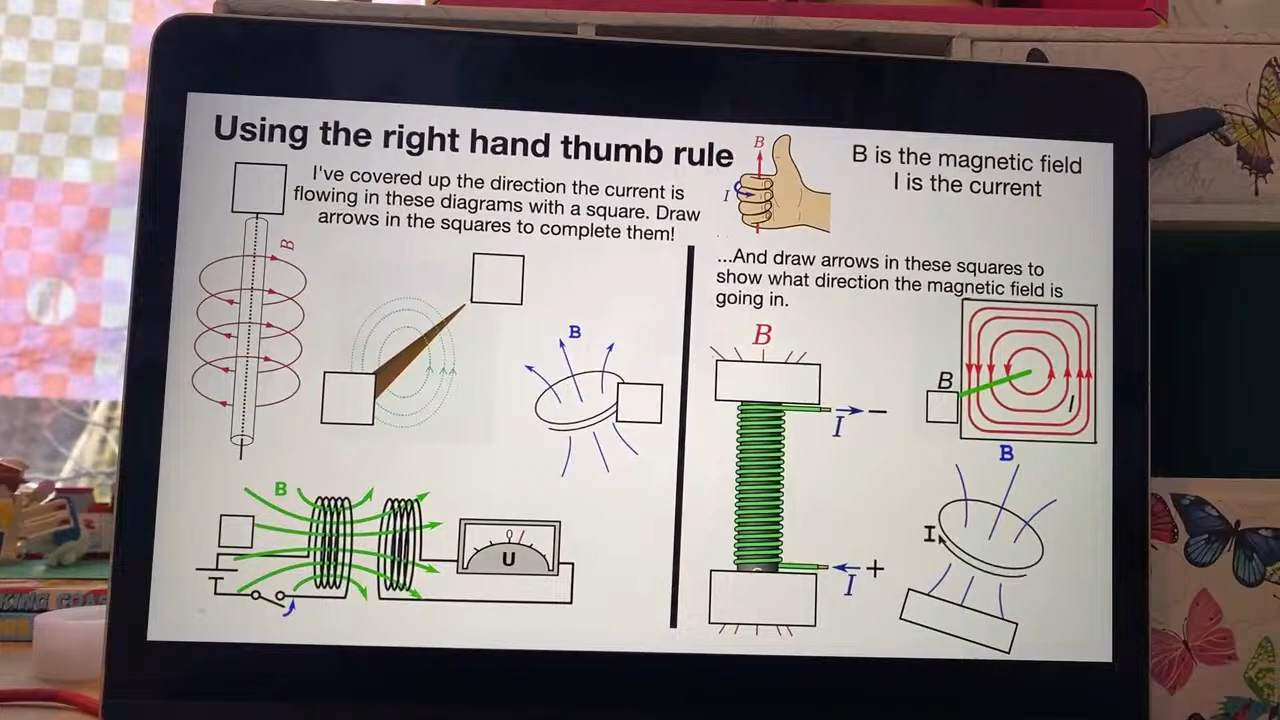 Using the right hand thumb rule
I've covered up the direction the current is
flowing in these diagrams with a square. Draw
arrows in the squares to complete them!
B
B
B
U
0
B
I
B is the magnetic field
I is the current
...And draw arrows in these squares to
show what direction the magnetic field is
going in.
B
I
−
I
+
B
I
B
I
KING